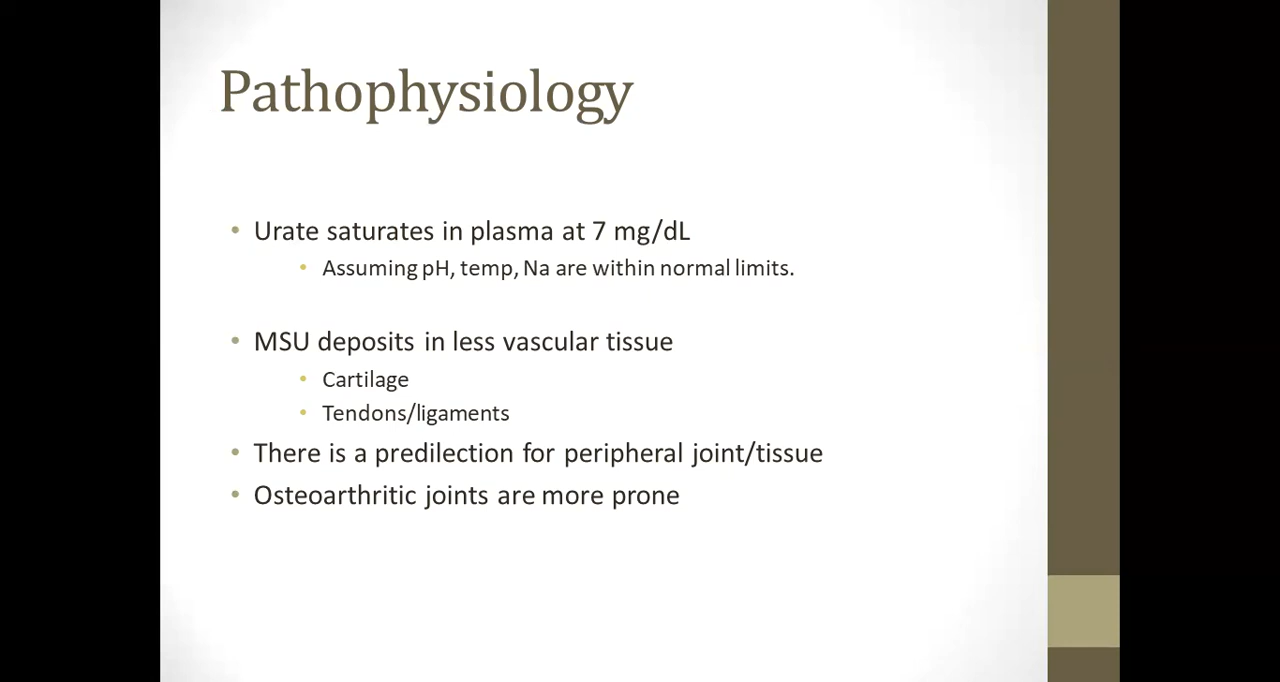 Pathophysiology
• Urate saturates in plasma at 7 mg/dL
• Assuming pH, temp, Na are within normal limits.
• MSU deposits in less vascular tissue
• Cartilage
• Tendons/ligaments
• There is a predilection for peripheral joint/tissue
• Osteoarthritic joints are more prone